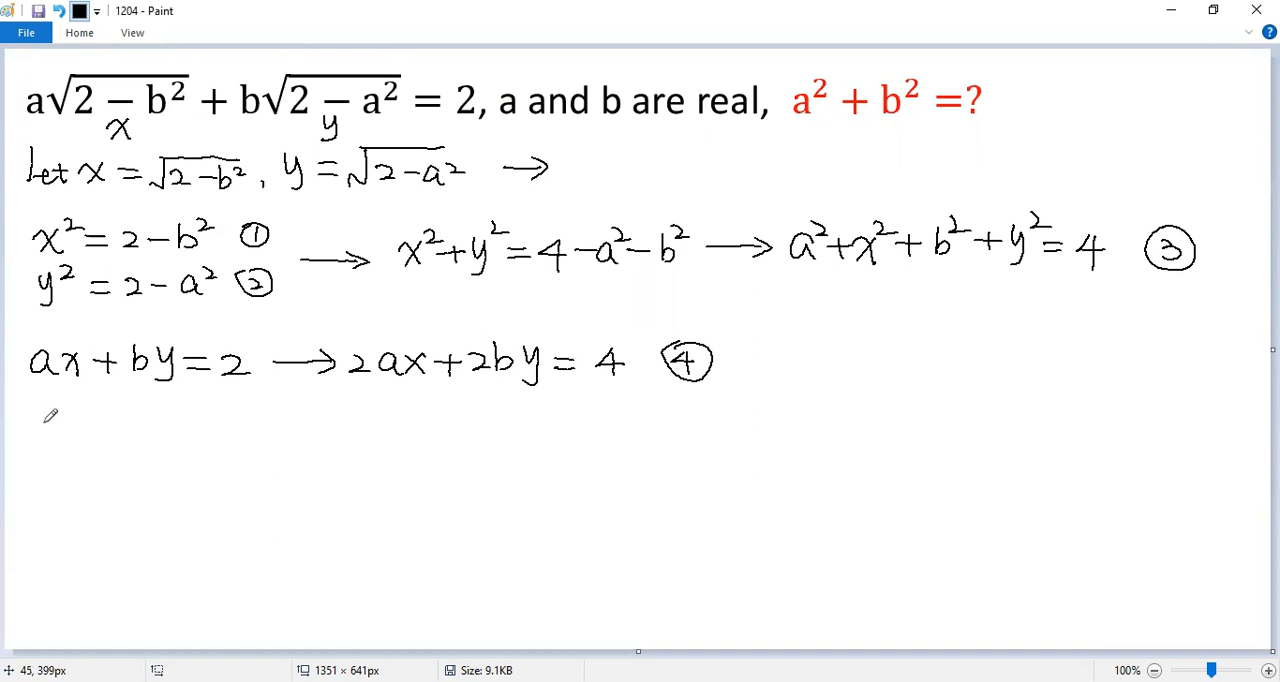 1204 - Paint
File Home View
a√2 − b² + b√2 − a² = 2, a and b are real, a² + b² =?
x y
Let x = √2-b², y = √2-a² →
x² = 2-b² ①
y² = 2-a² ②
→ x²+y² = 4-a²-b² → a²+x²+b²+y² = 4 ③
ax+by=2 → 2ax+2by = 4 ④
45, 399px 1351 × 641px Size: 9.1KB 100%